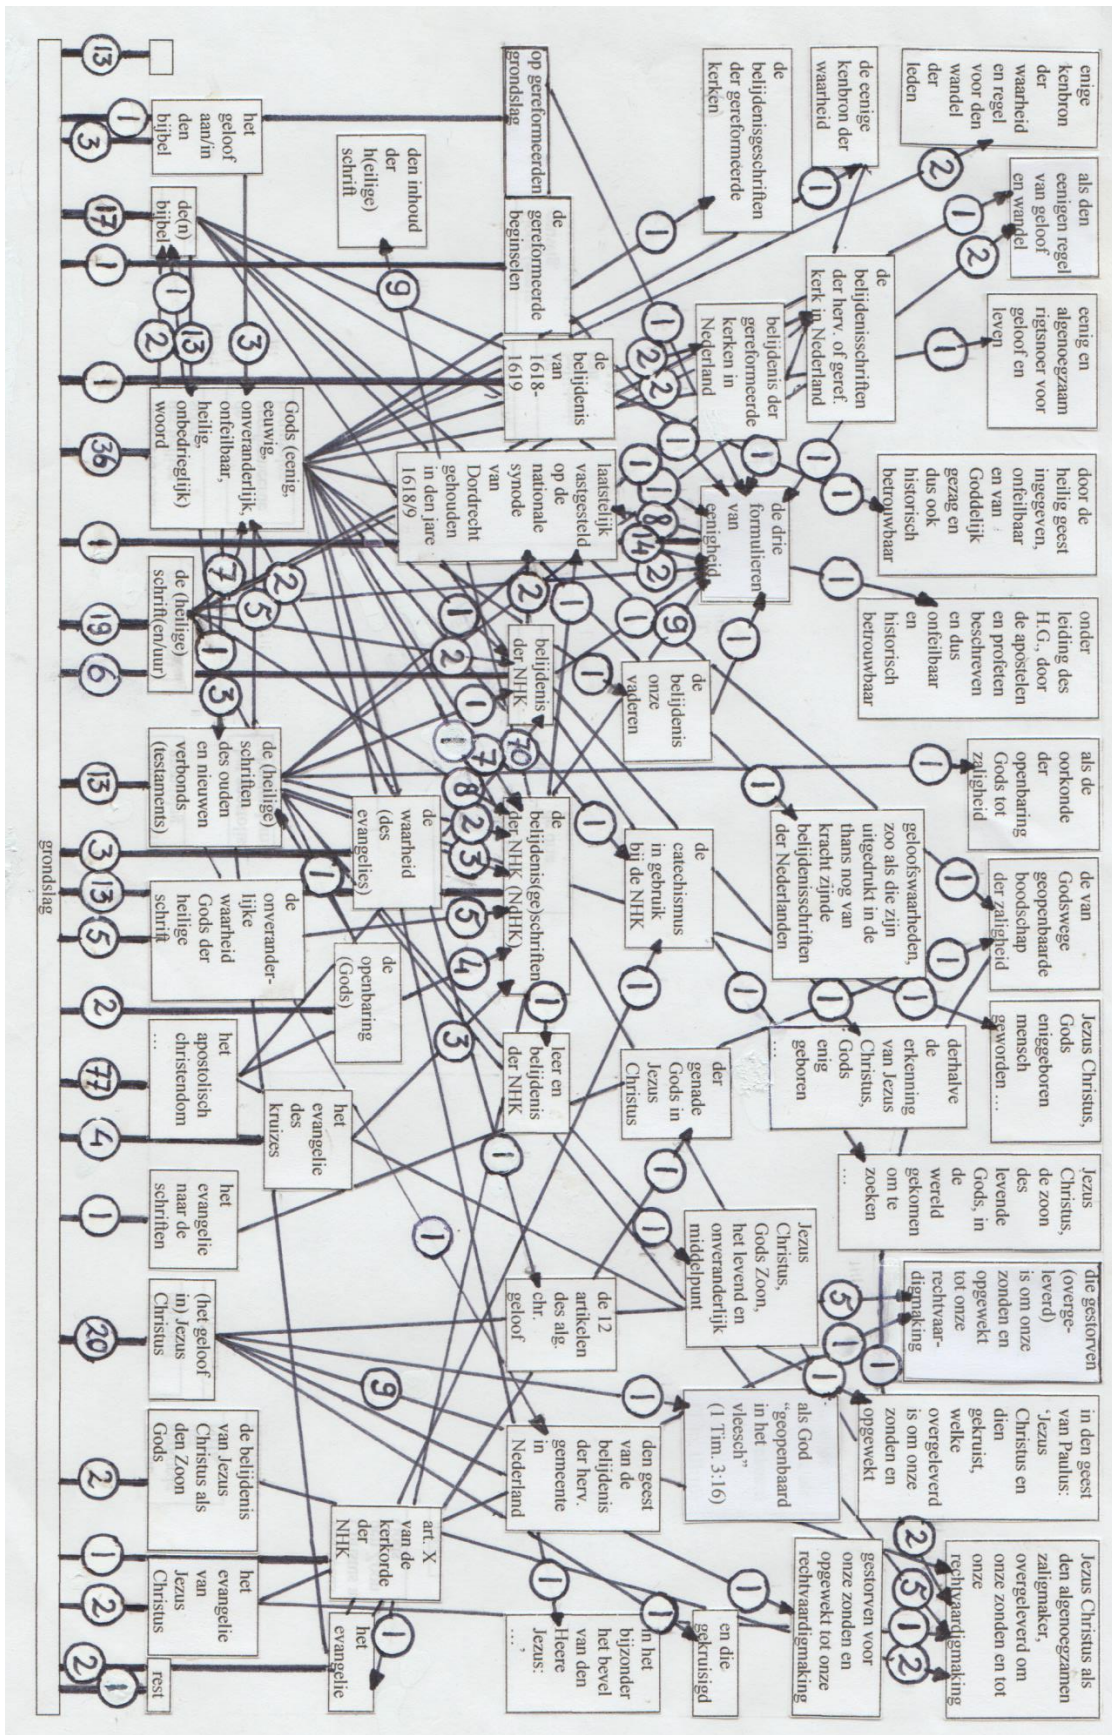 enige
kenbron
der
waarheid
en regel
voor den
wandel
der
leden
als den
eenigen regel
van geloof
en wandel
eenig en
algenoegzaam
rigtsnoer voor
geloof en
leven
door de
heilig geest
ingegeven,
onfeilbaar
en van
Goddelijk
gezag en
dus ook
historisch
betrouwbaar
onder
leiding des
H.G., door
de apostelen
en profeten
beschreven
en dus
onfeilbaar
en
historisch
betrouwbaar
als de
oorkonde
der
openbaring
Gods tot
zaligheid
de van
Godswege
geopenbaarde
boodschap
der zaligheid
Jezus Christus,
Gods
eniggeboren
mensch
geworden ...
Jezus
Christus,
de zoon
des
levende
Gods, in
de
wereld
gekomen
om te
zoeken
...
die gestorven
(overge-
leverd)
is om onze
zonden en
opgewekt
tot onze
rechtvaar-
digmaking
in den geest
van Paulus:
'Jezus
Christus en
dien
gekruist,
welke
overgeleverd
is om onze
zonden en
opgewekt
Jezus Christus als
den algenoegzamen
zaligmaker,
overgeleverd om
onze zonden en tot
onze
rechtvaardigmaking
de eenige
kenbron der
waarheid
de
belijdenisschriften
der herv. of geref.
kerk in Nederland
geloofswaarheden,
zoo als die zijn
uitgedrukt in de
thans nog van
kracht zijnde
belijdenisschriften
der Nederlanden
derhalve
de
erkenning
van Jezus
Christus,
Gods
enig
geboren
...
de
belijdenisgeschriften
der gereformeerde
kerken
belijdenis der
gereformeerde
kerken in
Nederland
de drie
formulieren
van
eenigheid
de
belijdenis
onze
vaderen
de
catechismus
in gebruik
bij de NHK
der
genade
Gods in
Jezus
Christus
Jezus
Christus,
Gods Zoon,
het levend en
onveranderlijk
middelpunt
als God
"geopenbaard
in het
vleesch"
(1 Tim. 3:16)
gestorven voor
onze zonden en
opgewekt tot onze
rechtvaardigmaking
en die
gekruisigd
op gereformeerden
grondslag
de
gereformeerde
beginselen
de
belijdenis
van
1618-
1619
laatstelijk
vastgesteld
op de
nationale
synode
van
Dordrecht
gehouden
in den jare
1618/9
belijdenis
der NHK
de
belijdenis(ge)schriften
der NHK (NdHK)
leer en
belijdenis
der NHK
de 12
artikelen
des alg.
chr.
geloof
den geest
van de
belijdenis
der herv.
gemeente
in
Nederland
in het
bijzonder
van den
het bevel
Heere
Jezus:
...'
den inhoud
der
h(eilige)
schrift
de
waarheid
(des
evangelies)
de
openbaring
(Gods)
het
evangelie
des
kruizes
art. X
van de
kerkorde
der
NHK
het
evangelie
het
geloof
aan/in
den
bijbel
de(n)
bijbel
Gods (eenig,
eeuwig,
onveranderlijk,
onfeilbaar,
heilig,
onbedrieglijk)
woord
de (heilige)
schrift(en/uur)
de (heilige)
schriften
des ouden
en nieuwen
verbonds
(testaments)
de
onverander-
lijke
waarheid
Gods der
heilige
schrift
het
apostolisch
christendom
...
het
evangelie
naar de
schriften
(het geloof
in) Jezus
Christus
de belijdenis
van Jezus
Christus als
den Zoon
Gods
het
evangelie
van
Jezus
Christus
rest
13
1
3
17
1
1
36
1
19
6
13
3
13
5
2
77
4
1
20
2
1
2
2
1
grondslag